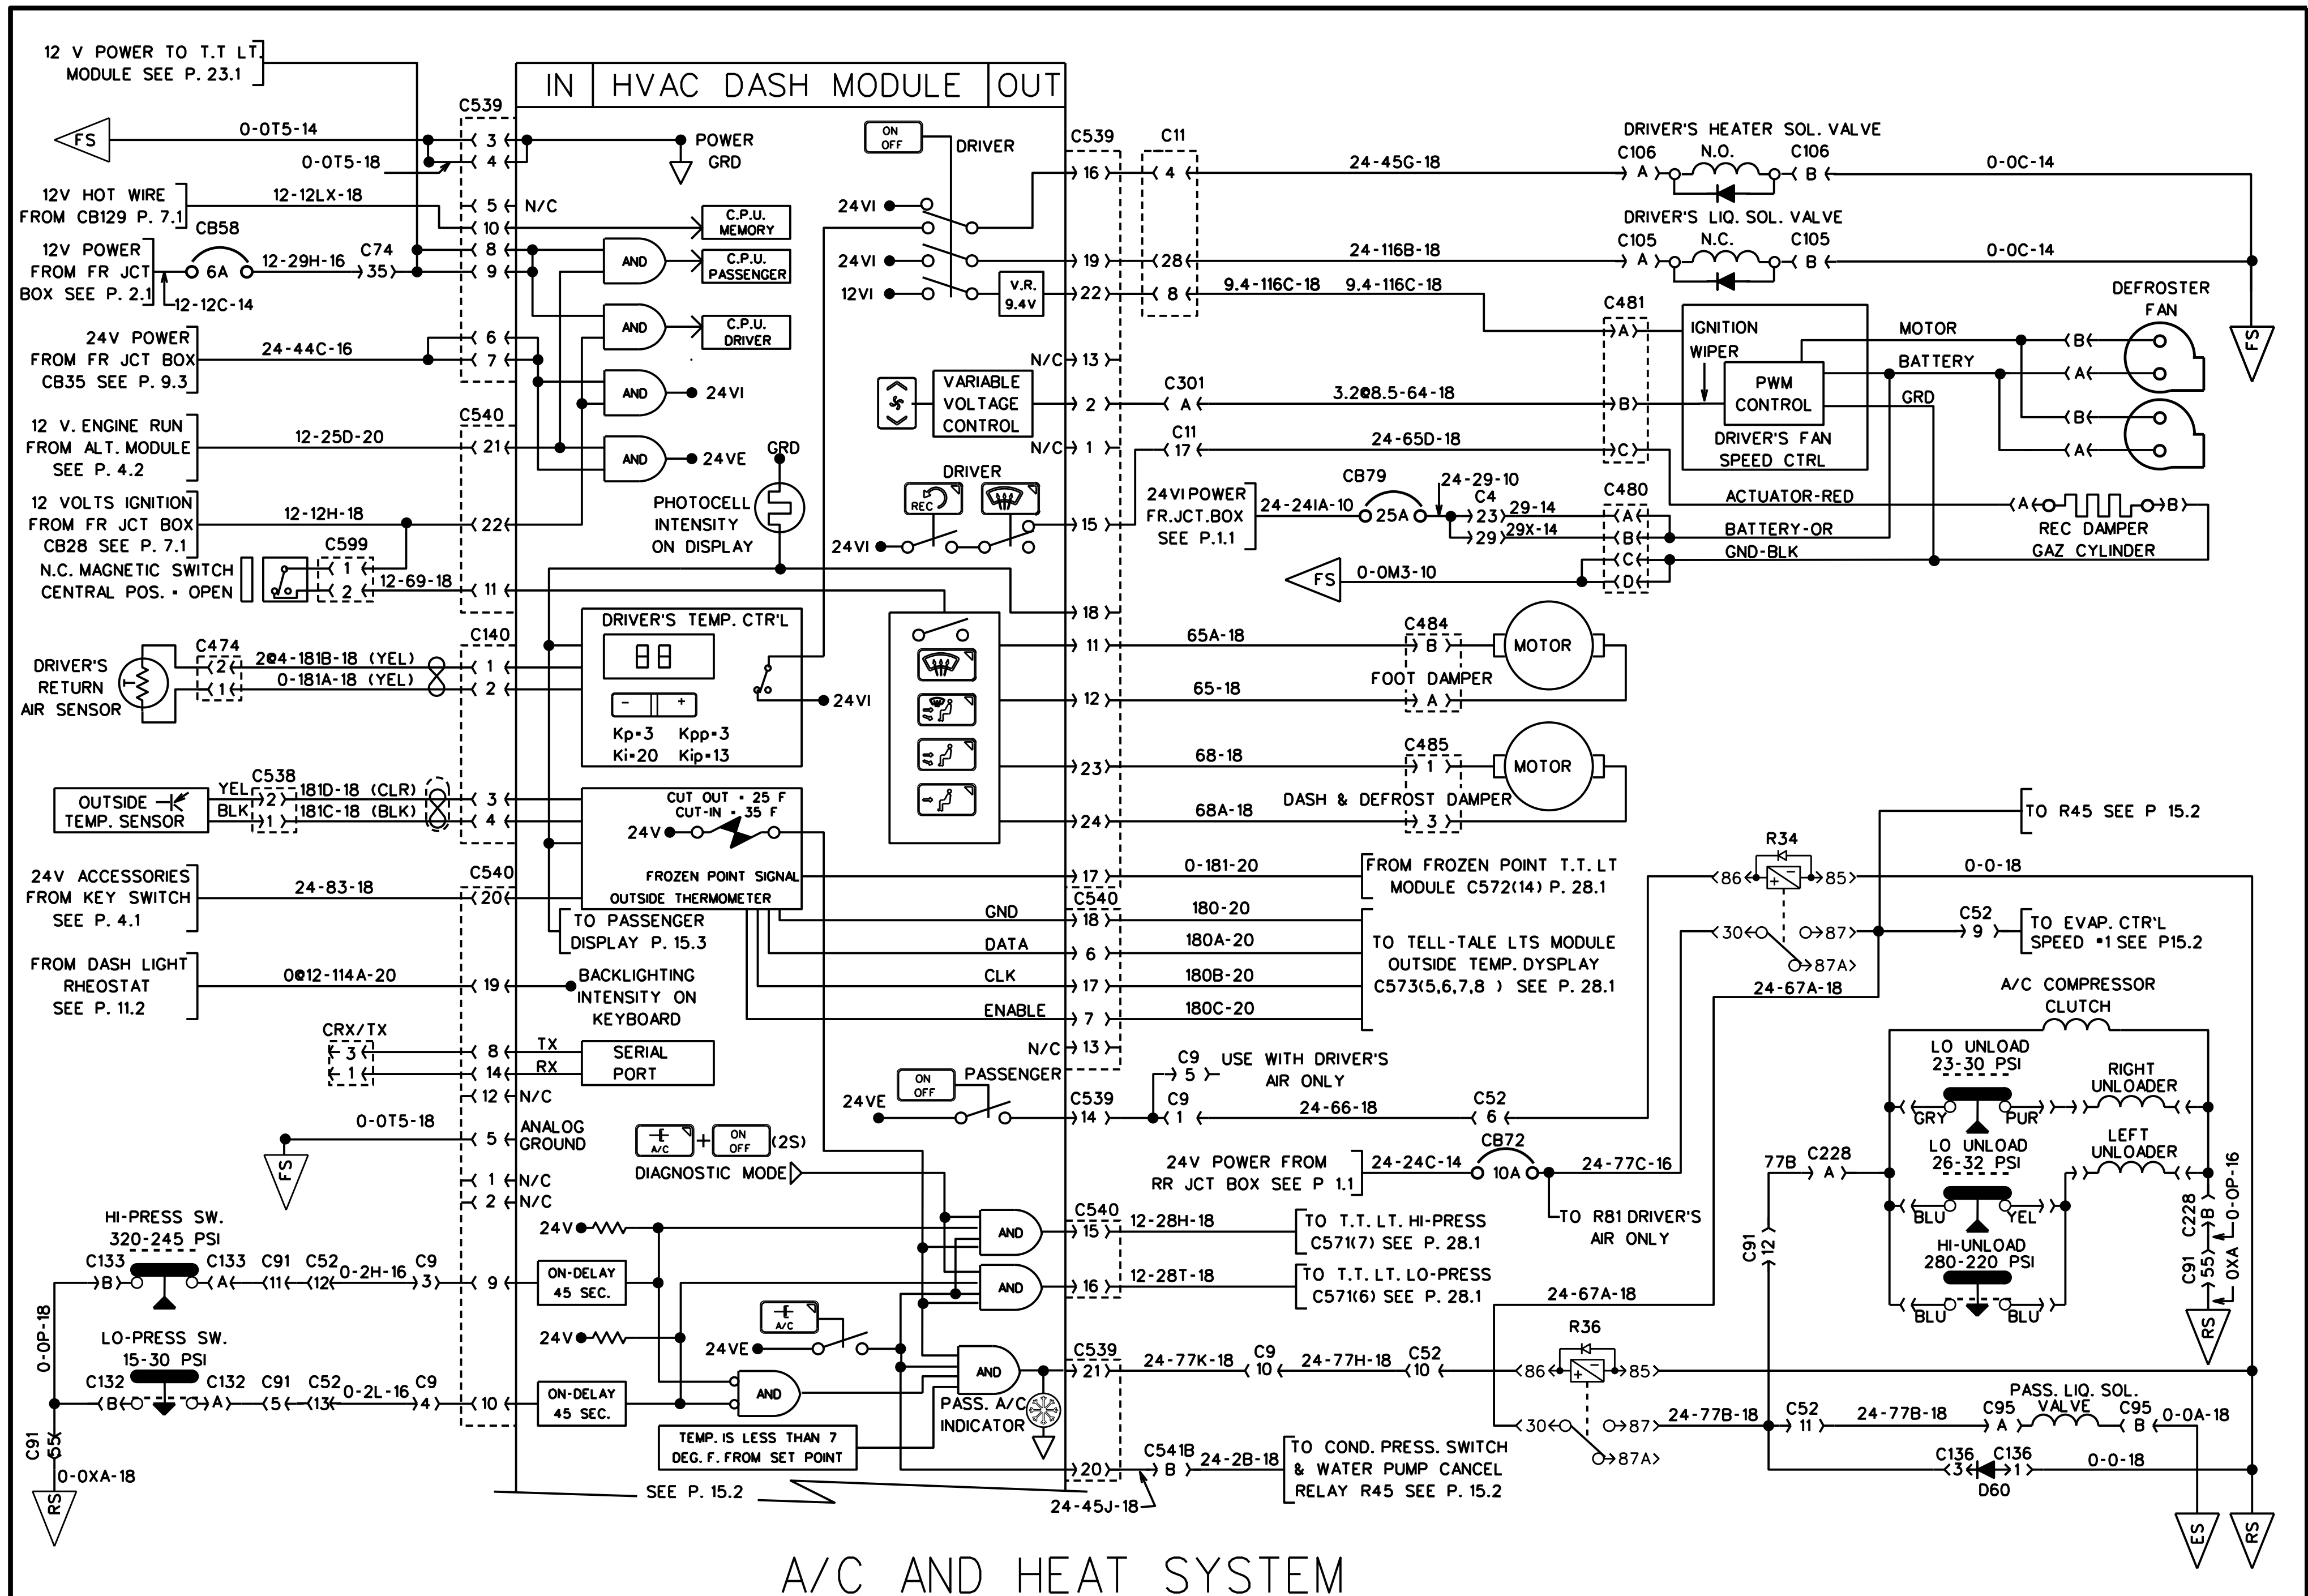 IN HVAC DASH MODULE OUT
12 V POWER TO T.T LT.
MODULE SEE P. 23.1
C539
FS
0-0T5-14
0-0T5-18
3
4
POWER
GRD
12V HOT WIRE
FROM CB129 P. 7.1
12-12LX-18
5 N/C
10
C.P.U.
MEMORY
12V POWER
FROM FR JCT
BOX SEE P. 2.1
CB58
6A
12-29H-16
C74
35
12-12C-14
8
9
AND
C.P.U.
PASSENGER
AND
C.P.U.
DRIVER
24V POWER
FROM FR JCT BOX
CB35 SEE P. 9.3
24-44C-16
6
7
AND
24VI
C540
12 V. ENGINE RUN
FROM ALT. MODULE
SEE P. 4.2
12-25D-20
21
AND
24VE
12 VOLTS IGNITION
FROM FR JCT BOX
CB28 SEE P. 7.1
12-12H-18
22
GRD
PHOTOCELL
INTENSITY
ON DISPLAY
N.C. MAGNETIC SWITCH
CENTRAL POS. = OPEN
C599
1
2
12-69-18
11
C140
DRIVER'S
RETURN
AIR SENSOR
T
C474
2
1
2@4-181B-18 (YEL)
0-181A-18 (YEL)
1
2
DRIVER'S TEMP. CTR'L
88
- +
Kp=3 Kpp=3
Ki=20 Kip=13
24VI
OUTSIDE
TEMP. SENSOR
YEL
BLK
C538
2
1
181D-18 (CLR)
181C-18 (BLK)
3
4
CUT OUT = 25 F
CUT-IN = 35 F
24V
FROZEN POINT SIGNAL
OUTSIDE THERMOMETER
24V ACCESSORIES
FROM KEY SWITCH
SEE P. 4.1
24-83-18
C540
20
TO PASSENGER
DISPLAY P. 15.3
FROM DASH LIGHT
RHEOSTAT
SEE P. 11.2
0@12-114A-20
19
BACKLIGHTING
INTENSITY ON
KEYBOARD
CRX/TX
3
1
8 TX
14 RX
SERIAL
PORT
12 N/C
0-0T5-18
FS
5 ANALOG
GROUND
1 N/C
2 N/C
A/C + ON OFF (2S)
DIAGNOSTIC MODE
HI-PRESS SW.
320-245 PSI
C133 C133 C91 C52 C9
B A 11 12 0-2H-16 3
9
ON-DELAY
45 SEC.
24V
LO-PRESS SW.
15-30 PSI
C132 C132 C91 C52 C9
B A 5 13 0-2L-16 4
10
ON-DELAY
45 SEC.
24V
0-0P-18
C91
55
0-0XA-18
RS
A/C
24VE
AND
AND
AND
AND
TEMP. IS LESS THAN 7
DEG. F. FROM SET POINT
PASS. A/C
INDICATOR
SEE P. 15.2
ON
OFF
DRIVER
24VI
24VI
12VI
V.R.
9.4V
C539 C11
16 4 24-45G-18
DRIVER'S HEATER SOL. VALVE
C106 N.O. C106
A B
0-0C-14
19 28 24-116B-18
DRIVER'S LIQ. SOL. VALVE
C105 N.C. C105
A B
0-0C-14
FS
22 8 9.4-116C-18 9.4-116C-18
N/C 13
VARIABLE
VOLTAGE
CONTROL
2
C301
A
3.2@8.5-64-18
N/C 1
C11
17
24-65D-18
C481
A
B
C
IGNITION
WIPER
PWM
CONTROL
DRIVER'S FAN
SPEED CTRL
MOTOR
BATTERY
GRD
DEFROSTER
FAN
B
A
B
A
DRIVER
REC
24VI
15
24VI POWER
FR.JCT.BOX
SEE P.1.1
24-24IA-10
CB79
25A
24-29-10
C4
23 29-14
29 29X-14
C480
A
B
C
D
ACTUATOR-RED
BATTERY-OR
GND-BLK
A B
REC DAMPER
GAZ CYLINDER
FS
0-0M3-10
18
11 65A-18
C484
B
MOTOR
FOOT DAMPER
12 65-18
A
23 68-18
C485
1
MOTOR
DASH & DEFROST DAMPER
24 68A-18
3
17 0-181-20
FROM FROZEN POINT T.T. LT
MODULE C572(14) P. 28.1
C540
GND 18 180-20
DATA 6 180A-20
CLK 17 180B-20
ENABLE 7 180C-20
TO TELL-TALE LTS MODULE
OUTSIDE TEMP. DYSPLAY
C573(5,6,7,8 ) SEE P. 28.1
N/C 13
ON
OFF
PASSENGER
24VE
C539
14
C9
5
USE WITH DRIVER'S
AIR ONLY
C9
1
24-66-18
C52
6
24V POWER FROM
RR JCT BOX SEE P 1.1
24-24C-14
CB72
10A
24-77C-16
TO R81 DRIVER'S
AIR ONLY
C540
15 12-28H-18
TO T.T. LT. HI-PRESS
C571(7) SEE P. 28.1
16 12-28T-18
TO T.T. LT. LO-PRESS
C571(6) SEE P. 28.1
C539
21 24-77K-18
C9
10
24-77H-18
C52
10
20
C541B
B
24-2B-18
24-45J-18
TO COND. PRESS. SWITCH
& WATER PUMP CANCEL
RELAY R45 SEE P. 15.2
TO R45 SEE P 15.2
R34
86 + - 85
0-0-18
30 87
87A
C52
9
TO EVAP. CTR'L
SPEED #1 SEE P15.2
24-67A-18
A/C COMPRESSOR
CLUTCH
LO UNLOAD
23-30 PSI
GRY PUR
RIGHT
UNLOADER
LO UNLOAD
26-32 PSI
BLU YEL
LEFT
UNLOADER
HI-UNLOAD
280-220 PSI
BLU BLU
77B
C228
A
C91
12
C228
B
0-0P-16
C91
55
0XA
RS
24-67A-18
R36
86 + - 85
30 87
87A
24-77B-18
C52
11
24-77B-18
PASS. LIQ. SOL.
VALVE
C95 C95
A B
0-0A-18
C136 C136
3 1
D60
0-0-18
ES
RS
A/C AND HEAT SYSTEM